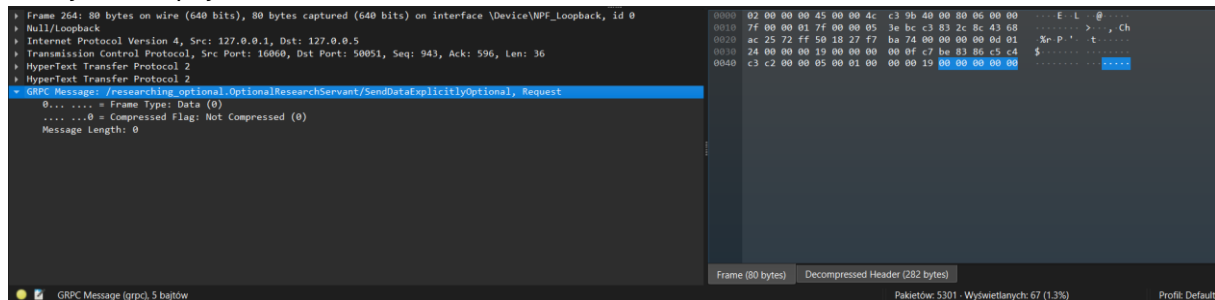 Frame 264: 80 bytes on wire (640 bits), 80 bytes captured (640 bits) on interface \Device\NPF_Loopback, id 0
Null/Loopback
Internet Protocol Version 4, Src: 127.0.0.1, Dst: 127.0.0.5
Transmission Control Protocol, Src Port: 16060, Dst Port: 50051, Seq: 943, Ack: 596, Len: 36
HyperText Transfer Protocol 2
HyperText Transfer Protocol 2
GRPC Message: /researching_optional.OptionalResearchServant/SendDataExplicitlyOptional, Request
0... .... = Frame Type: Data (0)
.... ...0 = Compressed Flag: Not Compressed (0)
Message Length: 0
0000 02 00 00 00 45 00 00 4c c3 9b 40 00 80 06 00 00 ····E··L ··@·····
0010 7f 00 00 01 7f 00 00 05 3e bc c3 83 2c 8c 43 68 ········ >···,·Ch
0020 ac 25 72 ff 50 18 27 f7 ba 74 00 00 00 00 0d 01 ·%r·P·'· ·t······
0030 24 00 00 00 19 00 00 00 00 0f c7 be 83 86 c5 c4 $······· ········
0040 c3 c2 00 00 05 00 01 00 00 00 19 00 00 00 00 00 ········ ········
Frame (80 bytes) Decompressed Header (282 bytes)
GRPC Message (grpc), 5 bajtów Pakietów: 5301 · Wyświetlanych: 67 (1.3%) Profil: Default